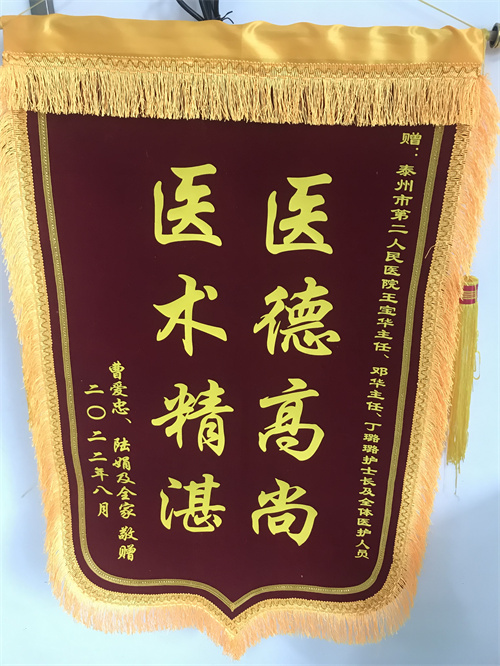 赠：泰州市第二人民医院王宝华主任、邓华主任、丁璐璐护士长及全体医护人员
医德高尚
医术精湛
曹爱忠、陆娟及全家 敬赠
二〇二二年八月